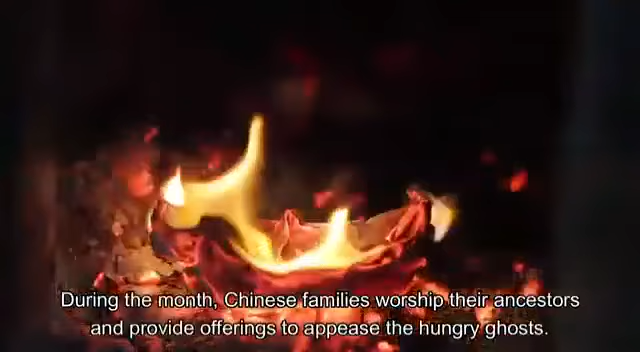 During the month, Chinese families worship their ancestors
and provide offerings to appease the hungry ghosts.